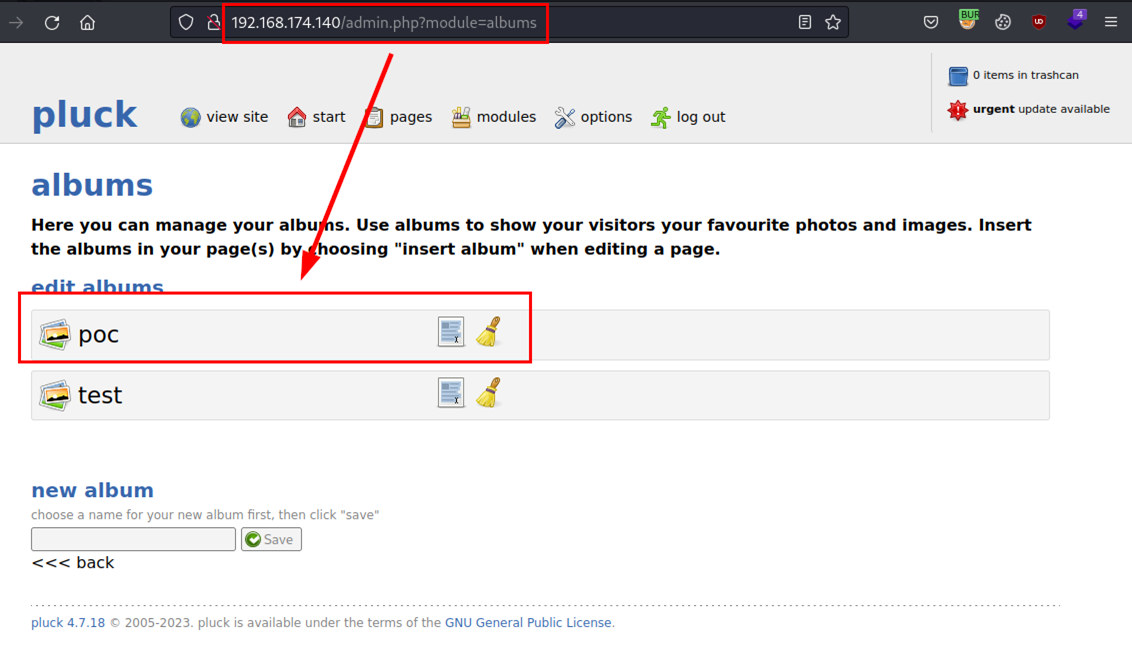 192.168.174.140/admin.php?module=albums
BUR
4
0 items in trashcan
pluck
view site
start
pages
modules
options
log out
urgent update available
albums
Here you can manage your albums. Use albums to show your visitors your favourite photos and images. Insert
the albums in your page(s) by choosing "insert album" when editing a page.
edit albums
poc
test
new album
choose a name for your new album first, then click "save"
Save
<<< back
pluck 4.7.18 © 2005-2023. pluck is available under the terms of the GNU General Public License.